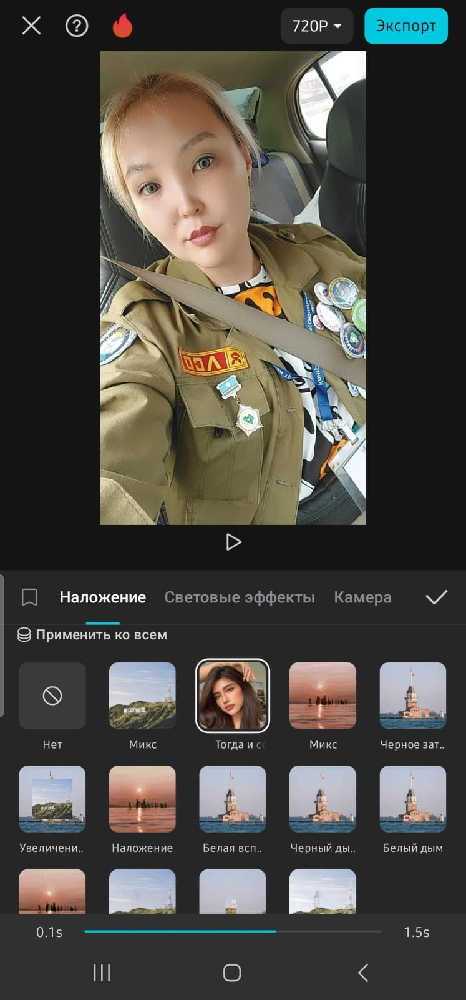 720P
Экспорт
Наложение
Световые эффекты
Камера
Применить ко всем
Нет
Микс
Тогда и се
Микс
Черное зат..
Увеличени..
Наложение
Белая всп..
Черный ды..
Белый дым
0.1s
1.5s